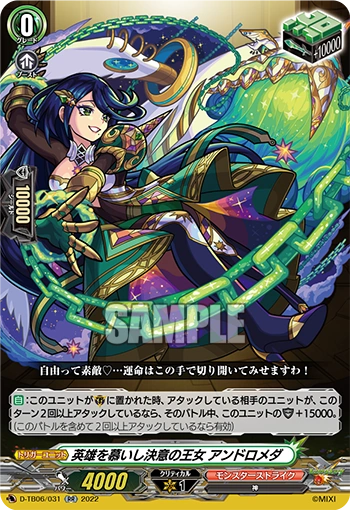 0
グレード
ブースト
+10000
10000
シールド
SAMPLE
自由って素敵♡…運命はこの手で切り開いてみせますわ！
自：このユニットが に置かれた時、アタックしている相手のユニットが、この
ターン２回以上アタックしているなら、そのバトル中、このユニットの +15000。
(このバトルを含めて２回以上アタックしているなら有効)
トリガーユニット
英雄を慕いし決意の王女 アンドロメダ
パワー 4000
クリティカル
1
モンスターストライク
神
D-TB06/031 2022
©MIXI